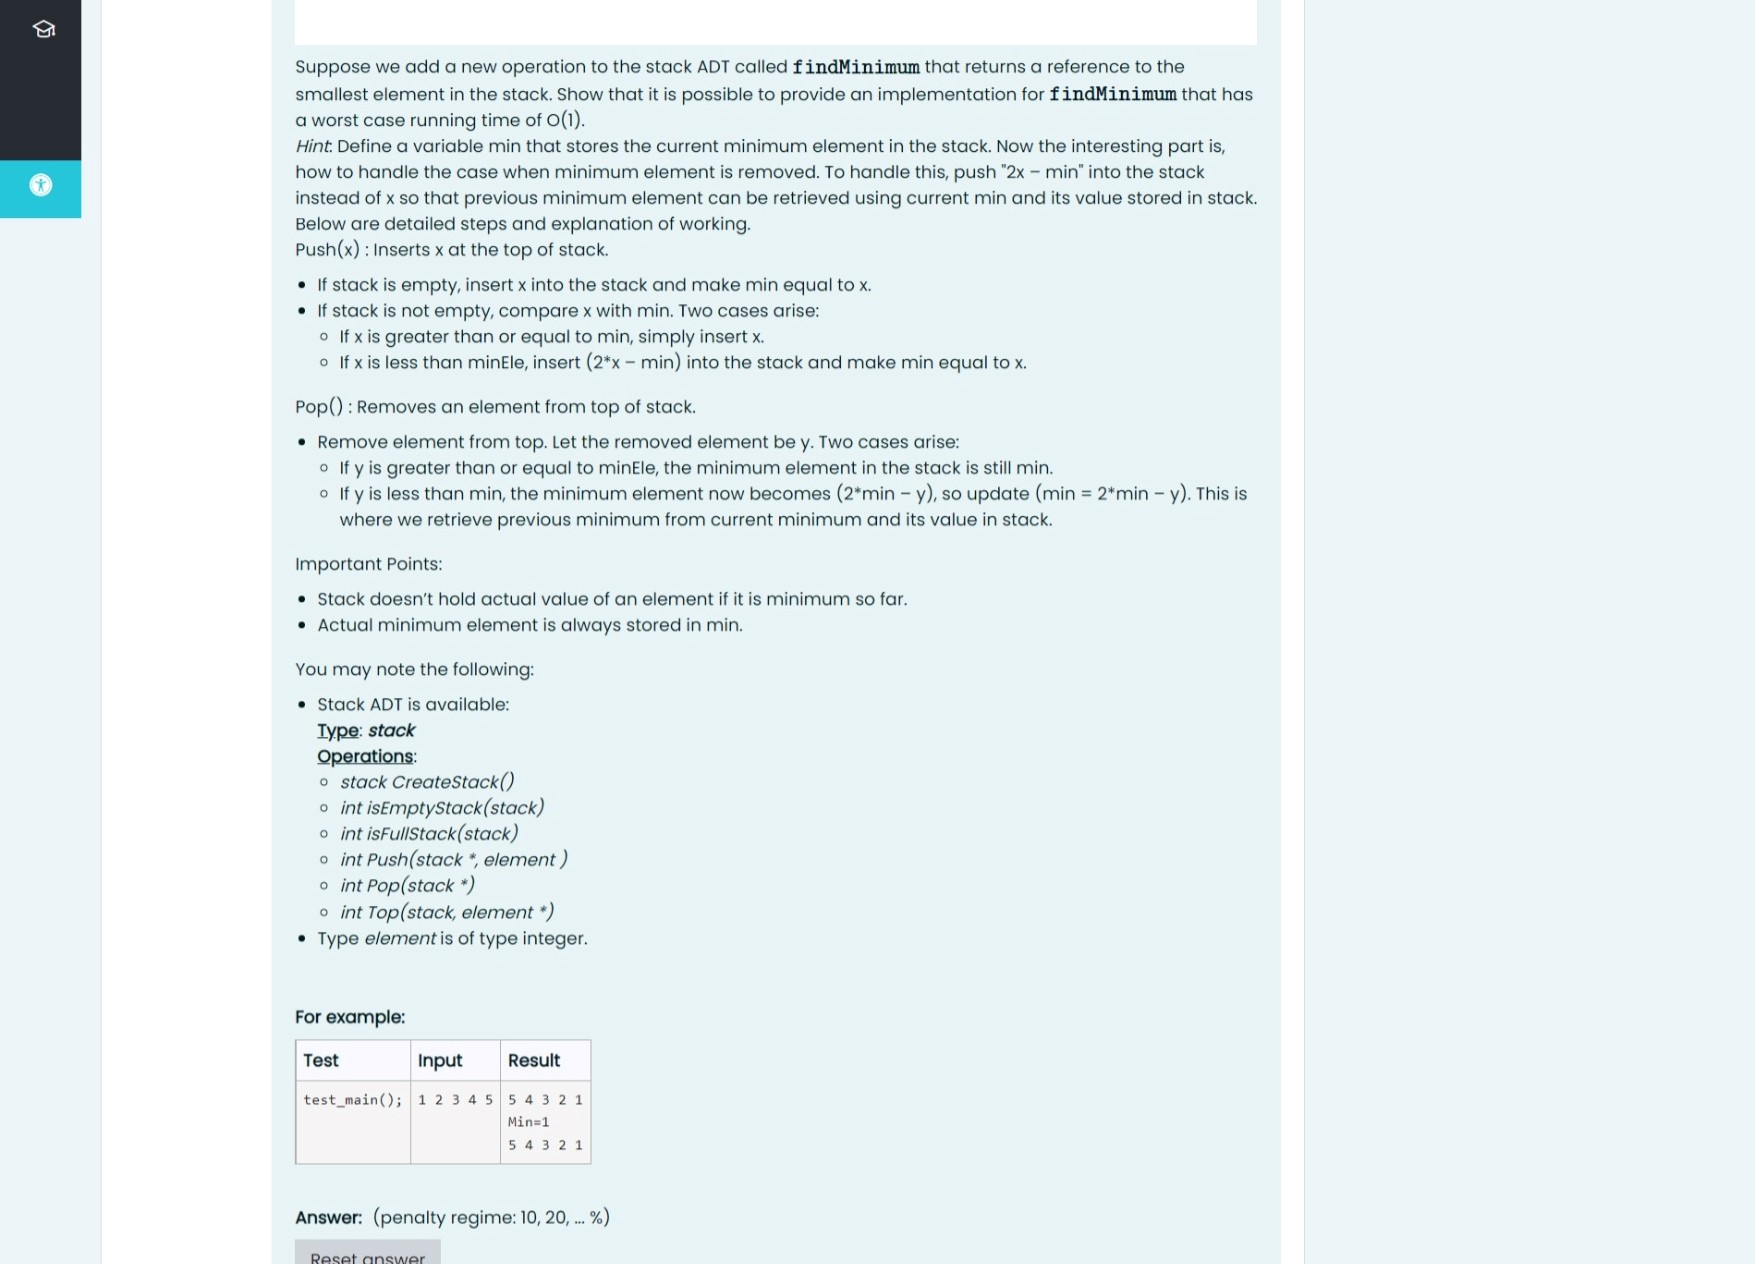 Suppose we add a new operation to the stack ADT called findMinimum that returns a reference to the
smallest element in the stack. Show that it is possible to provide an implementation for findMinimum that has
a worst case running time of O(1).
Hint: Define a variable min that stores the current minimum element in the stack. Now the interesting part is,
how to handle the case when minimum element is removed. To handle this, push "2x – min" into the stack
instead of x so that previous minimum element can be retrieved using current min and its value stored in stack.
Below are detailed steps and explanation of working.
Push(x) : Inserts x at the top of stack.
• If stack is empty, insert x into the stack and make min equal to x.
• If stack is not empty, compare x with min. Two cases arise:
◦ If x is greater than or equal to min, simply insert x.
◦ If x is less than minEle, insert (2*x – min) into the stack and make min equal to x.
Pop() : Removes an element from top of stack.
• Remove element from top. Let the removed element be y. Two cases arise:
◦ If y is greater than or equal to minEle, the minimum element in the stack is still min.
◦ If y is less than min, the minimum element now becomes (2*min – y), so update (min = 2*min – y). This is
where we retrieve previous minimum from current minimum and its value in stack.
Important Points:
• Stack doesn’t hold actual value of an element if it is minimum so far.
• Actual minimum element is always stored in min.
You may note the following:
• Stack ADT is available:
Type: stack
Operations:
◦ stack CreateStack()
◦ int isEmptyStack(stack)
◦ int isFullStack(stack)
◦ int Push(stack *, element )
◦ int Pop(stack *)
◦ int Top(stack, element *)
• Type element is of type integer.
For example:
Test Input Result
test_main(); 1 2 3 4 5 5 4 3 2 1
Min=1
5 4 3 2 1
Answer: (penalty regime: 10, 20, ... %)
Reset answer